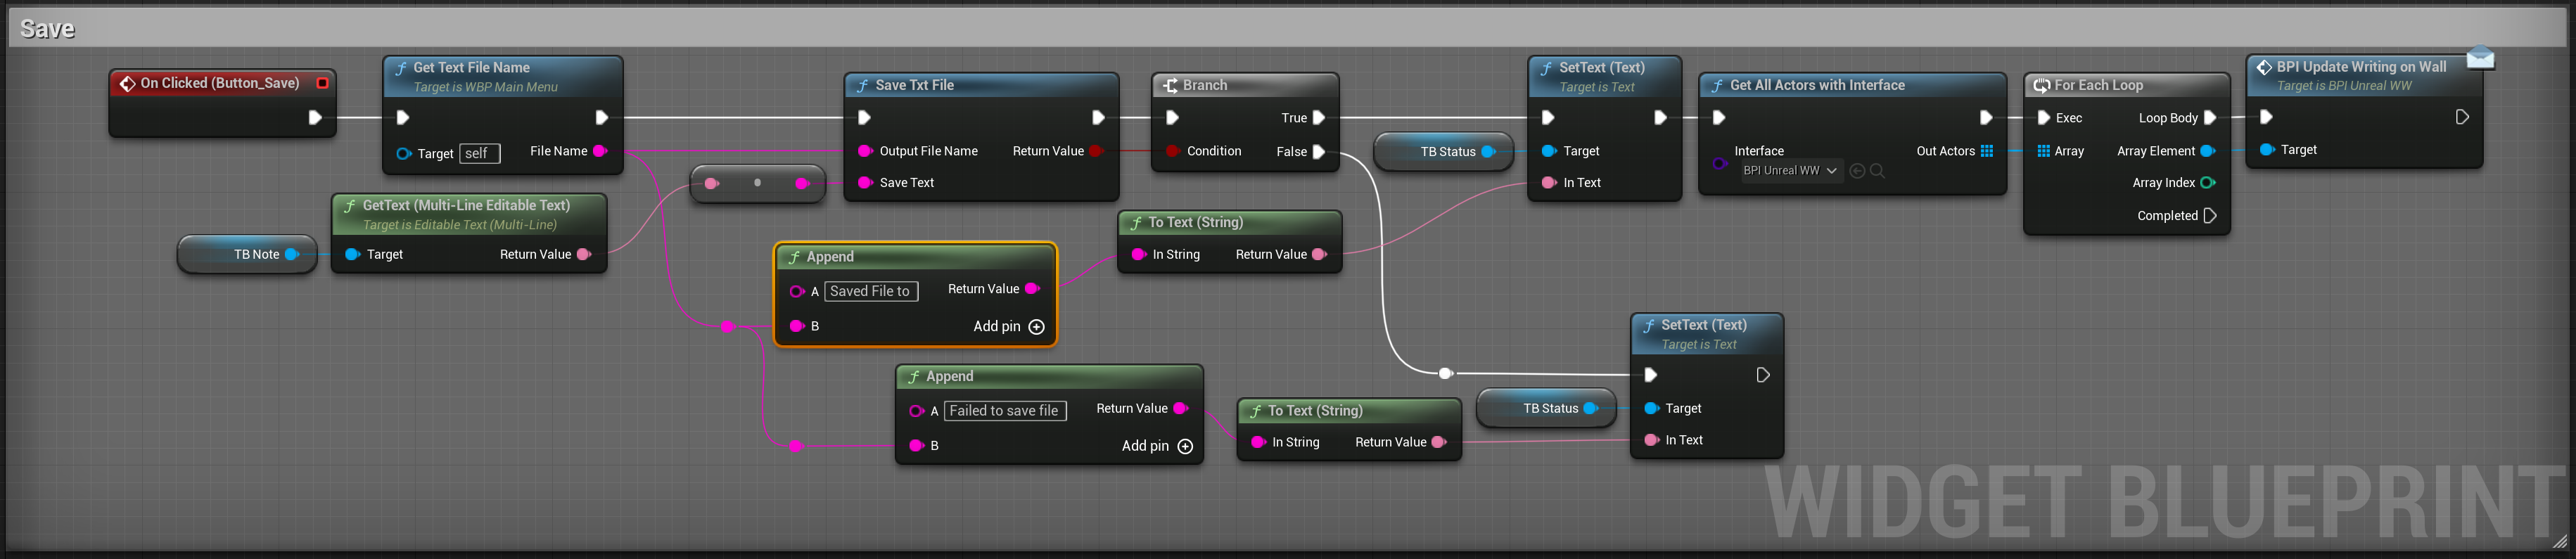 Save
On Clicked (Button_Save)
Get Text File Name
Target is WBP Main Menu
Target self File Name
GetText (Multi-Line Editable Text)
Target is Editable Text (Multi-Line)
TB Note
Target Return Value
Save Txt File
Output File Name Return Value
Save Text
Branch
True
Condition False
Append
A Saved File to Return Value
B Add pin
To Text (String)
In String Return Value
Append
A Failed to save file Return Value
B Add pin
To Text (String)
In String Return Value
TB Status
SetText (Text)
Target is Text
Target
In Text
TB Status
SetText (Text)
Target is Text
Target
In Text
Get All Actors with Interface
Interface Out Actors
BPI Unreal WW
For Each Loop
Exec Loop Body
Array Array Element
Array Index
Completed
BPI Update Writing on Wall
Target is BPI Unreal WW
Target
WIDGET BLUEPRINT